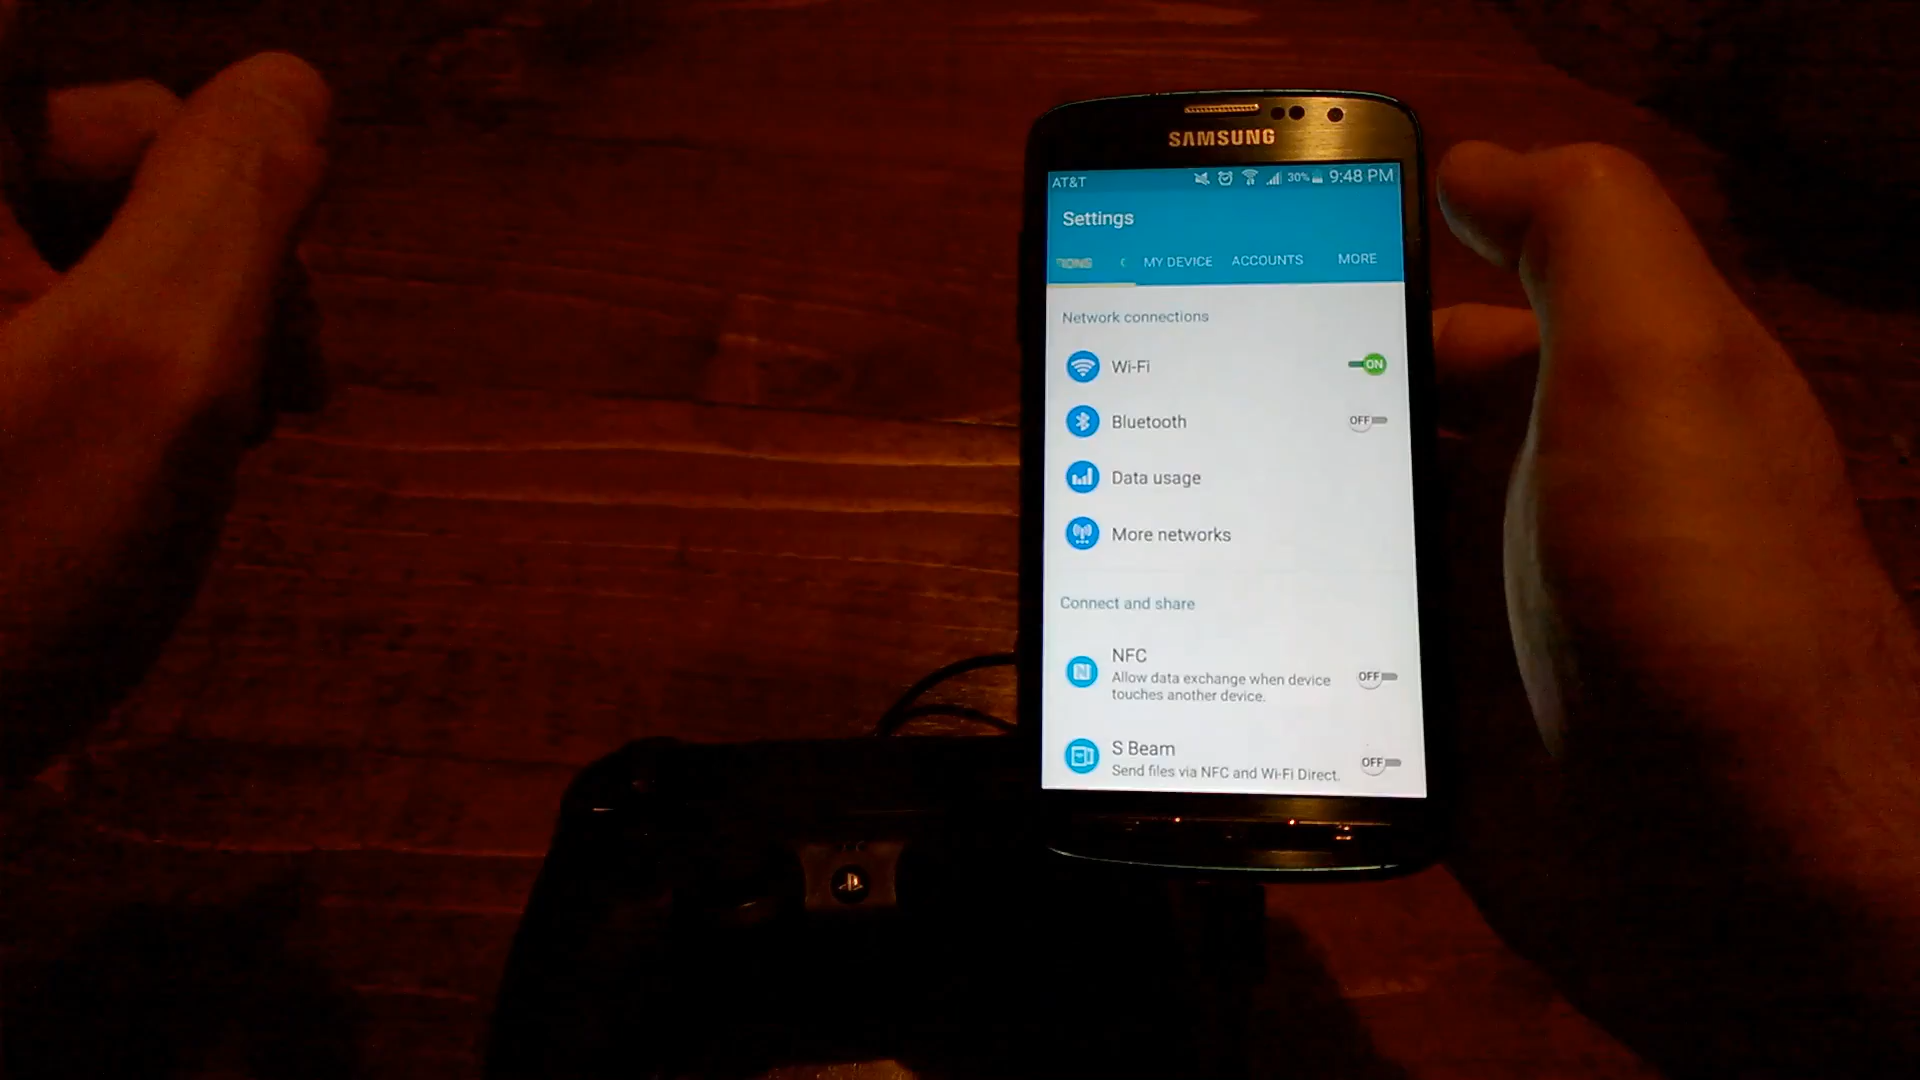 SAMSUNG
AT&T 30% 9:48 PM
Settings
IONS C MY DEVICE ACCOUNTS MORE
Network connections
Wi-Fi ON
Bluetooth OFF
Data usage
More networks
Connect and share
NFC
Allow data exchange when device
touches another device.
OFF
S Beam
Send files via NFC and Wi-Fi Direct.
OFF